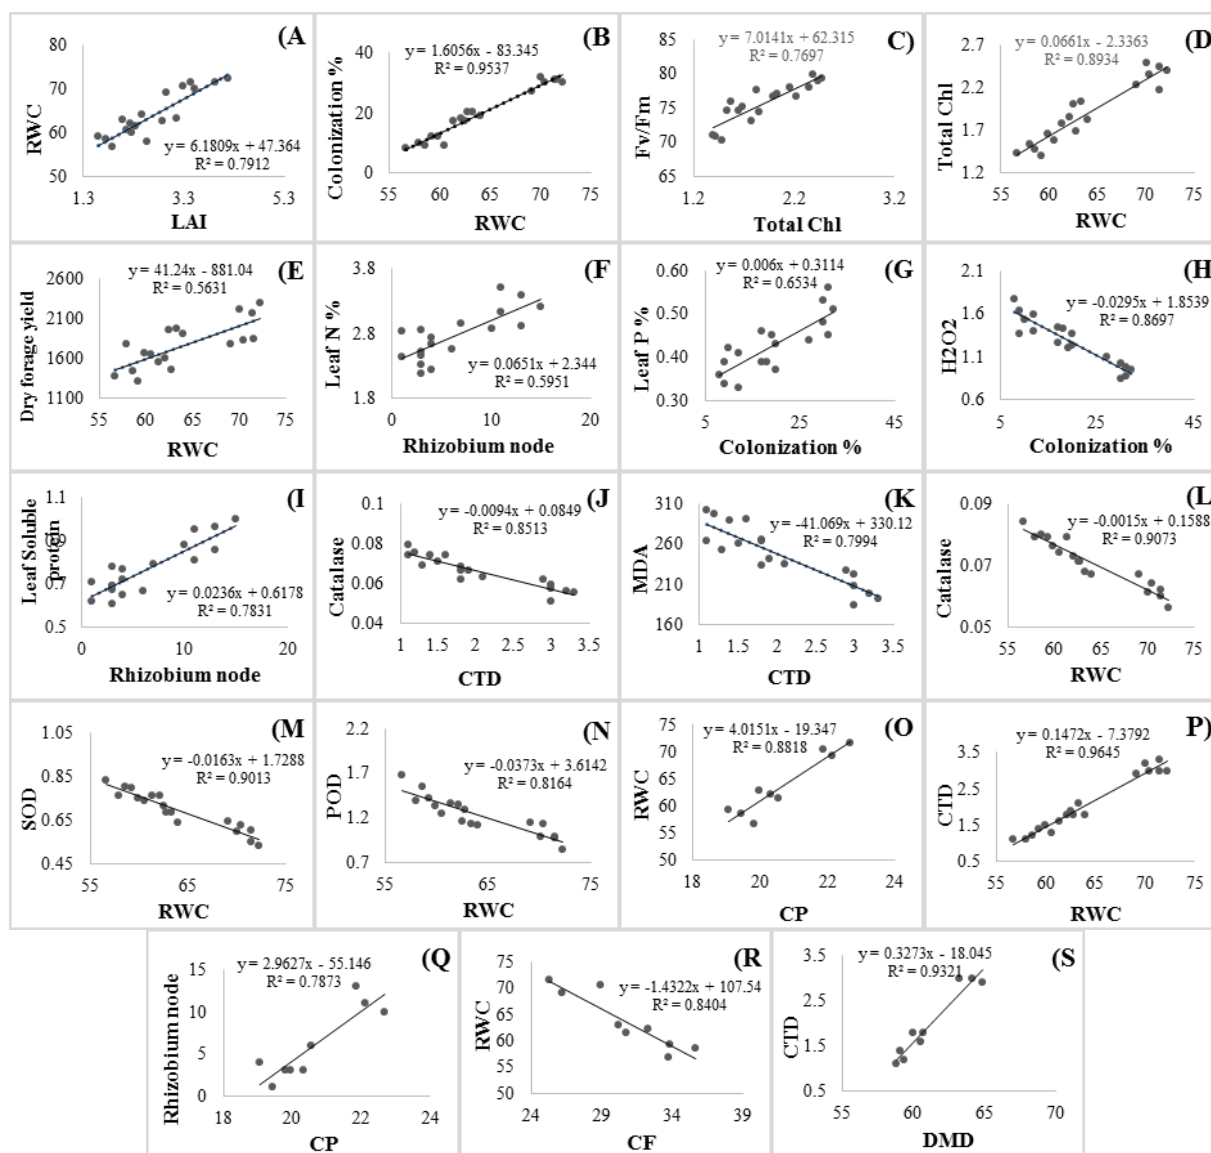 (A
80
70
60
50
RWC
y = 6.1809x + 47.364
R² = 0.7912
1.3 3.3 5.3
LAI
(B
y = 1.6056x - 83.345
R² = 0.9537
40
20
0
Colonization %
55 60 65 70 75
RWC
C)
y = 7.0141x + 62.315
R² = 0.7697
85
80
75
70
65
Fv/Fm
1.2 2.2 3.2
Total Chl
(D
y = 0.0661x - 2.3363
R² = 0.8934
2.7
2.2
1.7
1.2
Total Chl
55 60 65 70 75
RWC
(E
y = 41.24x - 881.04
R² = 0.5631
2600
2100
1600
1100
Dry forage yield
55 60 65 70 75
RWC
(F
3.8
2.8
1.8
Leaf N %
y = 0.0651x + 2.344
R² = 0.5951
0 10 20
Rhizobium node
(G
y = 0.006x + 0.3114
R² = 0.6534
0.60
0.50
0.40
0.30
Leaf P %
5 25 45
Colonization %
(H
y = -0.0295x + 1.8539
R² = 0.8697
2.1
1.6
1.1
0.6
H2O2
5 25 45
Colonization %
(I
1.1
0.9
0.7
0.5
Leaf Soluble
protein
y = 0.0236x + 0.6178
R² = 0.7831
0 10 20
Rhizobium node
(J
y = -0.0094x + 0.0849
R² = 0.8513
0.1
0.08
0.06
0.04
Catalase
1 1.5 2 2.5 3 3.5
CTD
(K
y = -41.069x + 330.12
R² = 0.7994
310
260
210
160
MDA
1 1.5 2 2.5 3 3.5
CTD
(L
y = -0.0015x + 0.1588
R² = 0.9073
0.09
0.07
0.05
Catalase
55 60 65 70 75
RWC
(M
y = -0.0163x + 1.7288
R² = 0.9013
1.05
0.85
0.65
0.45
SOD
55 65 75
RWC
(N
y = -0.0373x + 3.6142
R² = 0.8164
2.2
1.7
1.2
0.7
POD
55 65 75
RWC
(O
y = 4.0151x - 19.347
R² = 0.8818
75
70
65
60
55
50
RWC
18 20 22 24
CP
P)
y = 0.1472x - 7.3792
R² = 0.9645
3.5
2.5
1.5
0.5
CTD
55 60 65 70 75
RWC
(Q
y = 2.9627x - 55.146
R² = 0.7873
15
10
5
0
Rhizobium node
18 20 22 24
CP
(R
y = -1.4322x + 107.54
R² = 0.8404
75
70
65
60
55
50
RWC
24 29 34 39
CF
(S
y = 0.3273x - 18.045
R² = 0.9321
3.5
2.5
1.5
0.5
CTD
55 60 65 70
DMD